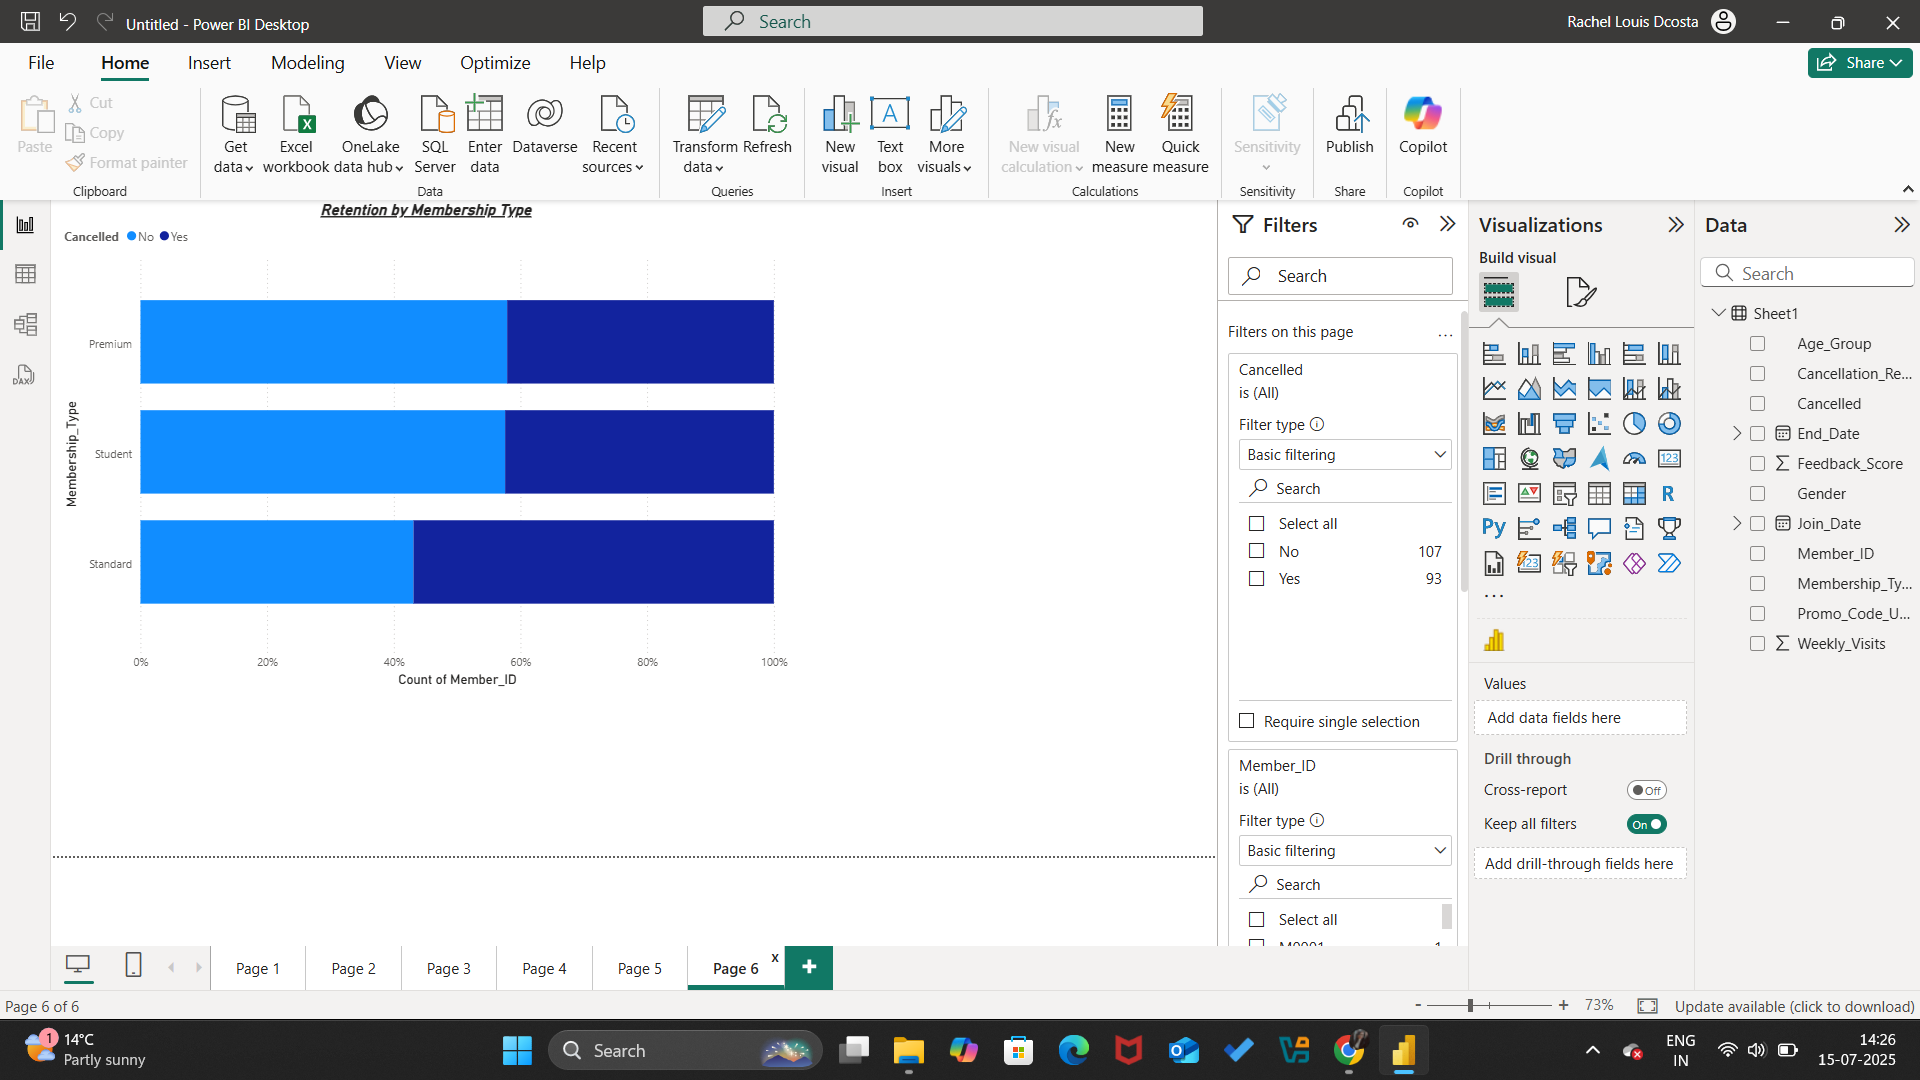 Untitled - Power BI Desktop
Search
Rachel Louis Dcosta
File
Home
Insert
Modeling
View
Optimize
Help
Share
Paste
Cut
Copy
Format painter
Clipboard
Get data
Excel workbook
OneLake data hub
SQL Server
Enter data
Dataverse
Recent sources
Data
Transform data
Refresh
Queries
New visual
Text box
More visuals
Insert
New visual calculation
New measure
Quick measure
Calculations
Sensitivity
Sensitivity
Publish
Share
Copilot
Copilot
Retention by Membership Type
Cancelled No Yes
Membership_Type
Premium
Student
Standard
0% 20% 40% 60% 80% 100%
Count of Member_ID
Filters
Search
Filters on this page
...
Cancelled
is (All)
Filter type
Basic filtering
Search
Select all
No 107
Yes 93
Require single selection
Member_ID
is (All)
Filter type
Basic filtering
Search
Select all
Visualizations
Build visual
123
R
Py
123
...
Values
Add data fields here
Drill through
Cross-report Off
Keep all filters On
Add drill-through fields here
Data
Search
Sheet1
Age_Group
Cancellation_Re...
Cancelled
End_Date
Feedback_Score
Gender
Join_Date
Member_ID
Membership_Ty...
Promo_Code_U...
Weekly_Visits
DAX
Page 1
Page 2
Page 3
Page 4
Page 5
Page 6 x
+
Page 6 of 6
- + 73%
Update available (click to download)
1
14°C
Partly sunny
Search
ENG
IN
14:26
15-07-2025